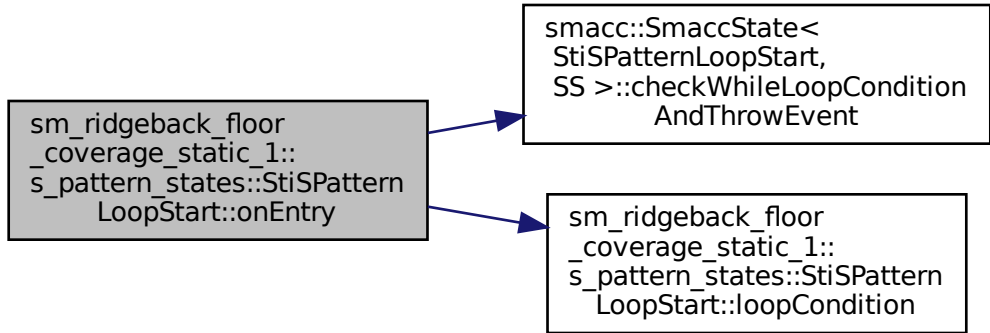 sm_ridgeback_floor
_coverage_static_1::
s_pattern_states::StiSPattern
LoopStart::onEntry
smacc::SmaccState<
StiSPatternLoopStart,
SS >::checkWhileLoopCondition
AndThrowEvent
sm_ridgeback_floor
_coverage_static_1::
s_pattern_states::StiSPattern
LoopStart::loopCondition